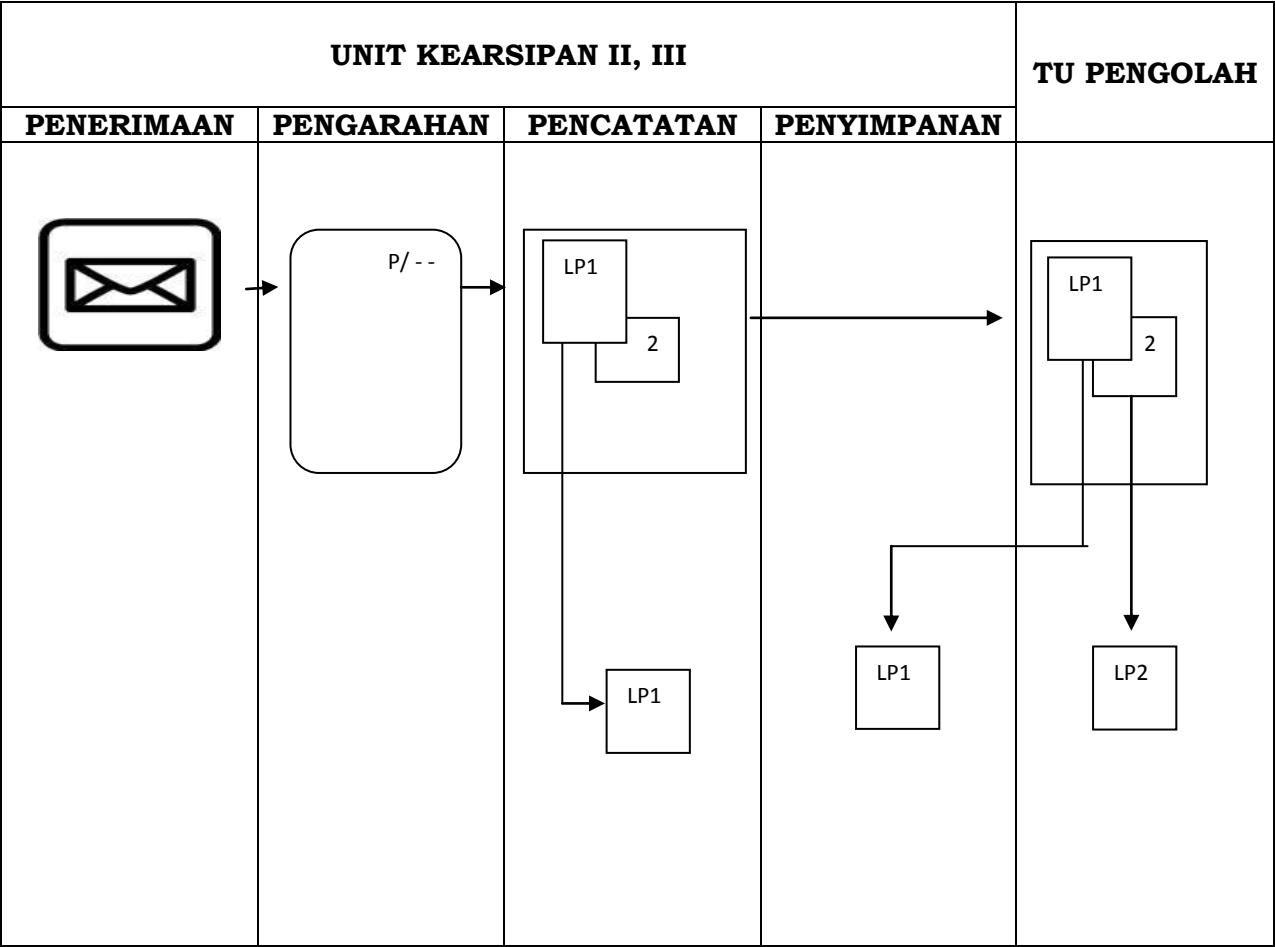 UNIT KEARSIPAN II, III
TU PENGOLAH
PENERIMAAN
PENGARAHAN
PENCATATAN
PENYIMPANAN
P/ - -
LP1
2
LP1
2
LP1
LP1
LP2